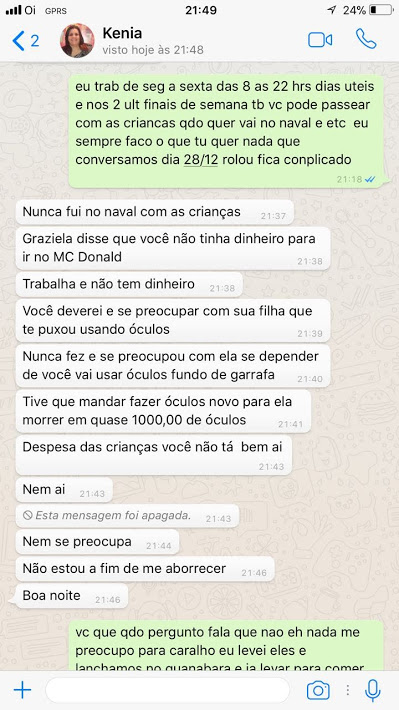 Oi GPRS 21:49 24%
2 Kenia
visto hoje às 21:48
eu trab de seg a sexta das 8 as 22 hrs dias uteis
e nos 2 ult finais de semana tb vc pode passear
com as criancas qdo quer vai no naval e etc eu
sempre faco o que tu quer nada que
conversamos dia 28/12 rolou fica conplicado
21:18
Nunca fui no naval com as crianças 21:37
Graziela disse que você não tinha dinheiro para
ir no MC Donald 21:38
Trabalha e não tem dinheiro 21:38
Você deverei e se preocupar com sua filha que
te puxou usando óculos 21:39
Nunca fez e se preocupou com ela se depender
de você vai usar óculos fundo de garrafa 21:40
Tive que mandar fazer óculos novo para ela
morrer em quase 1000,00 de óculos 21:41
Despesa das crianças você não tá bem ai
21:43
Nem ai 21:43
Esta mensagem foi apagada. 21:43
Nem se preocupa 21:44
Não estou a fim de me aborrecer 21:46
Boa noite 21:46
vc que qdo pergunto fala que nao eh nada me
preocupo para caralho eu levei eles e
lanchamos no guanabara e ia levar para comer